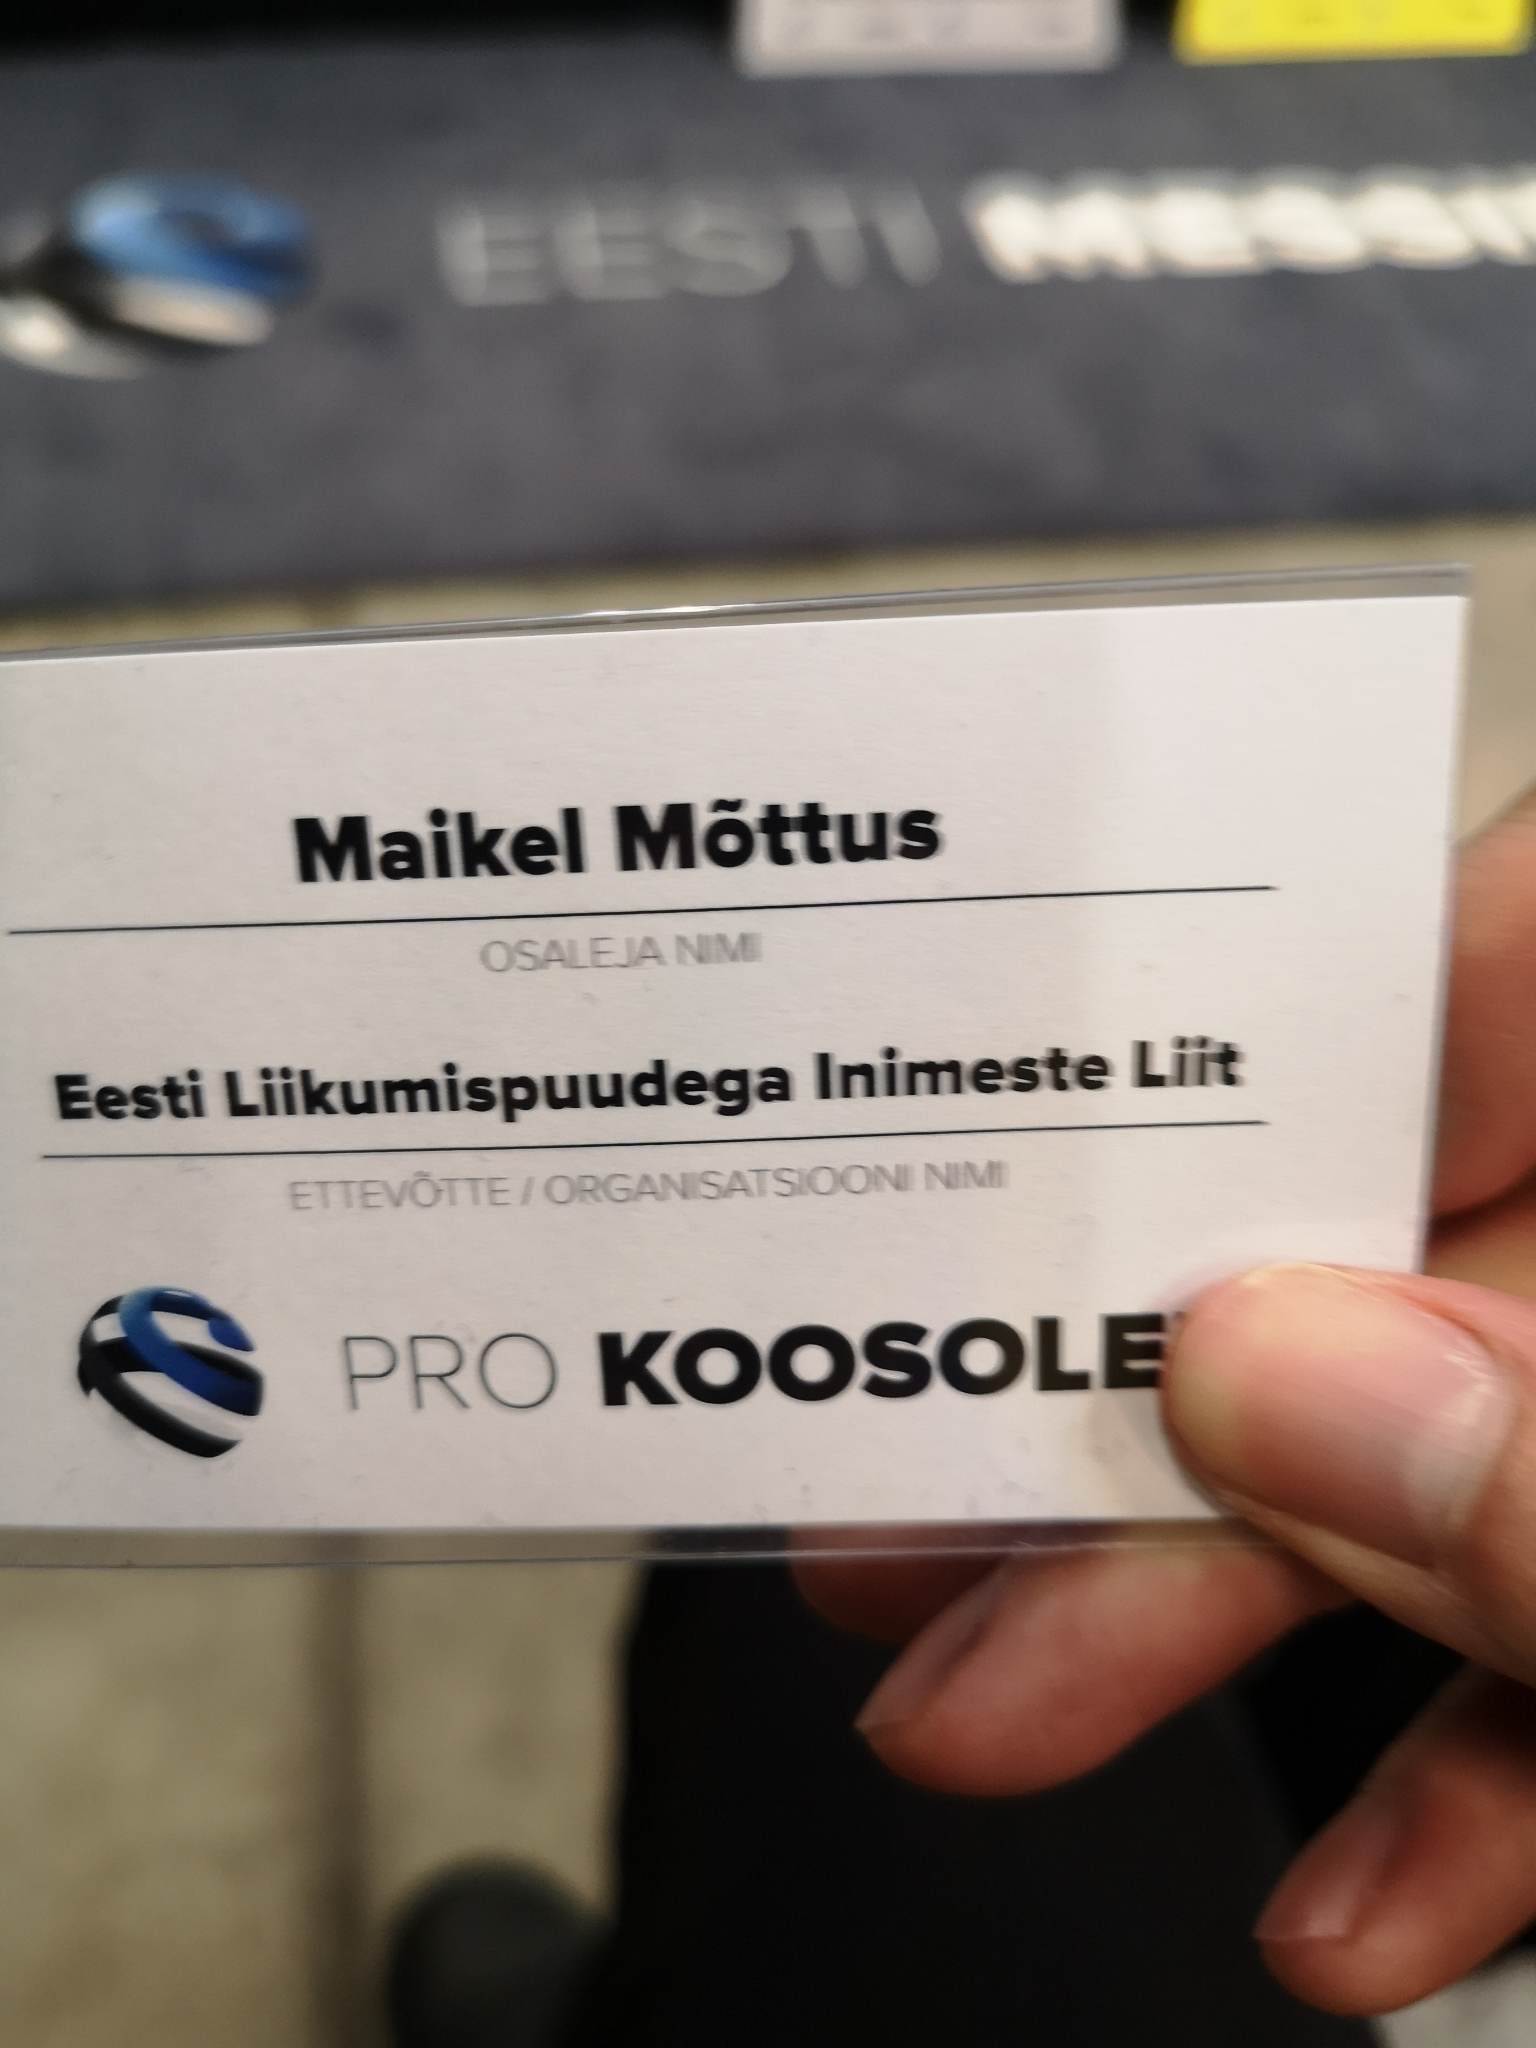 EESTI
Maikel Mõttus
OSALEJA NIMI
Eesti Liikumispuudega Inimeste Liit
ETTEVÕTTE / ORGANISATSIOONI NIMI
PRO KOOSOLE